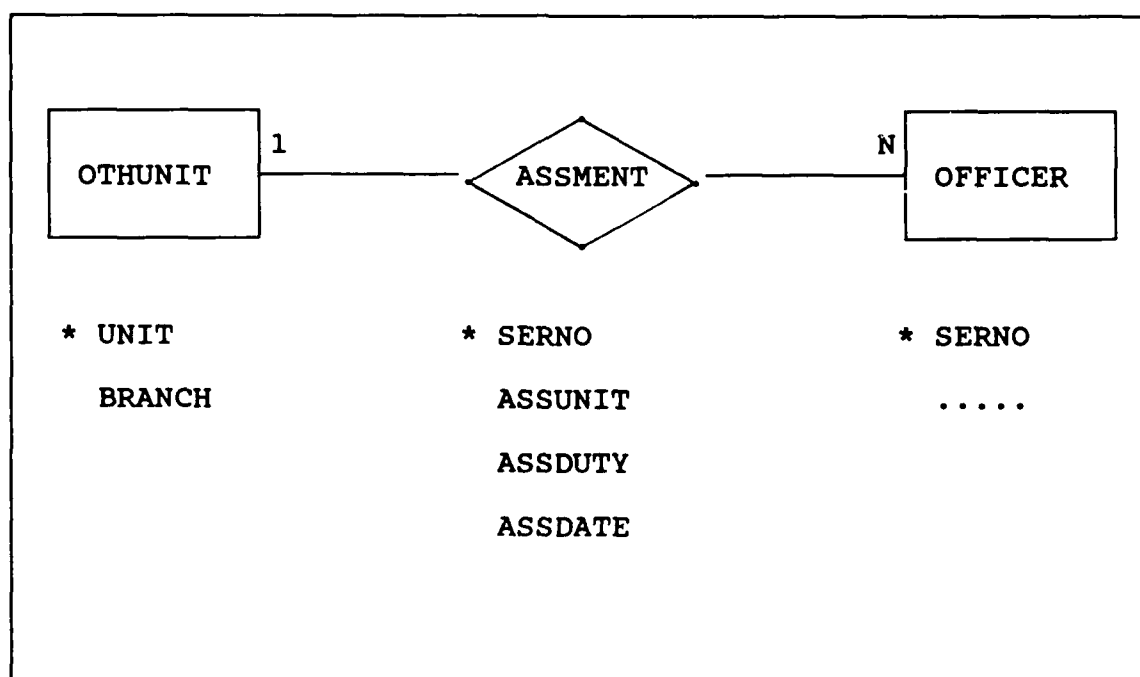 1 N
OTHUNIT ASSMENT OFFICER
* UNIT * SERNO * SERNO
BRANCH ASSUNIT .....
ASSDUTY
ASSDATE